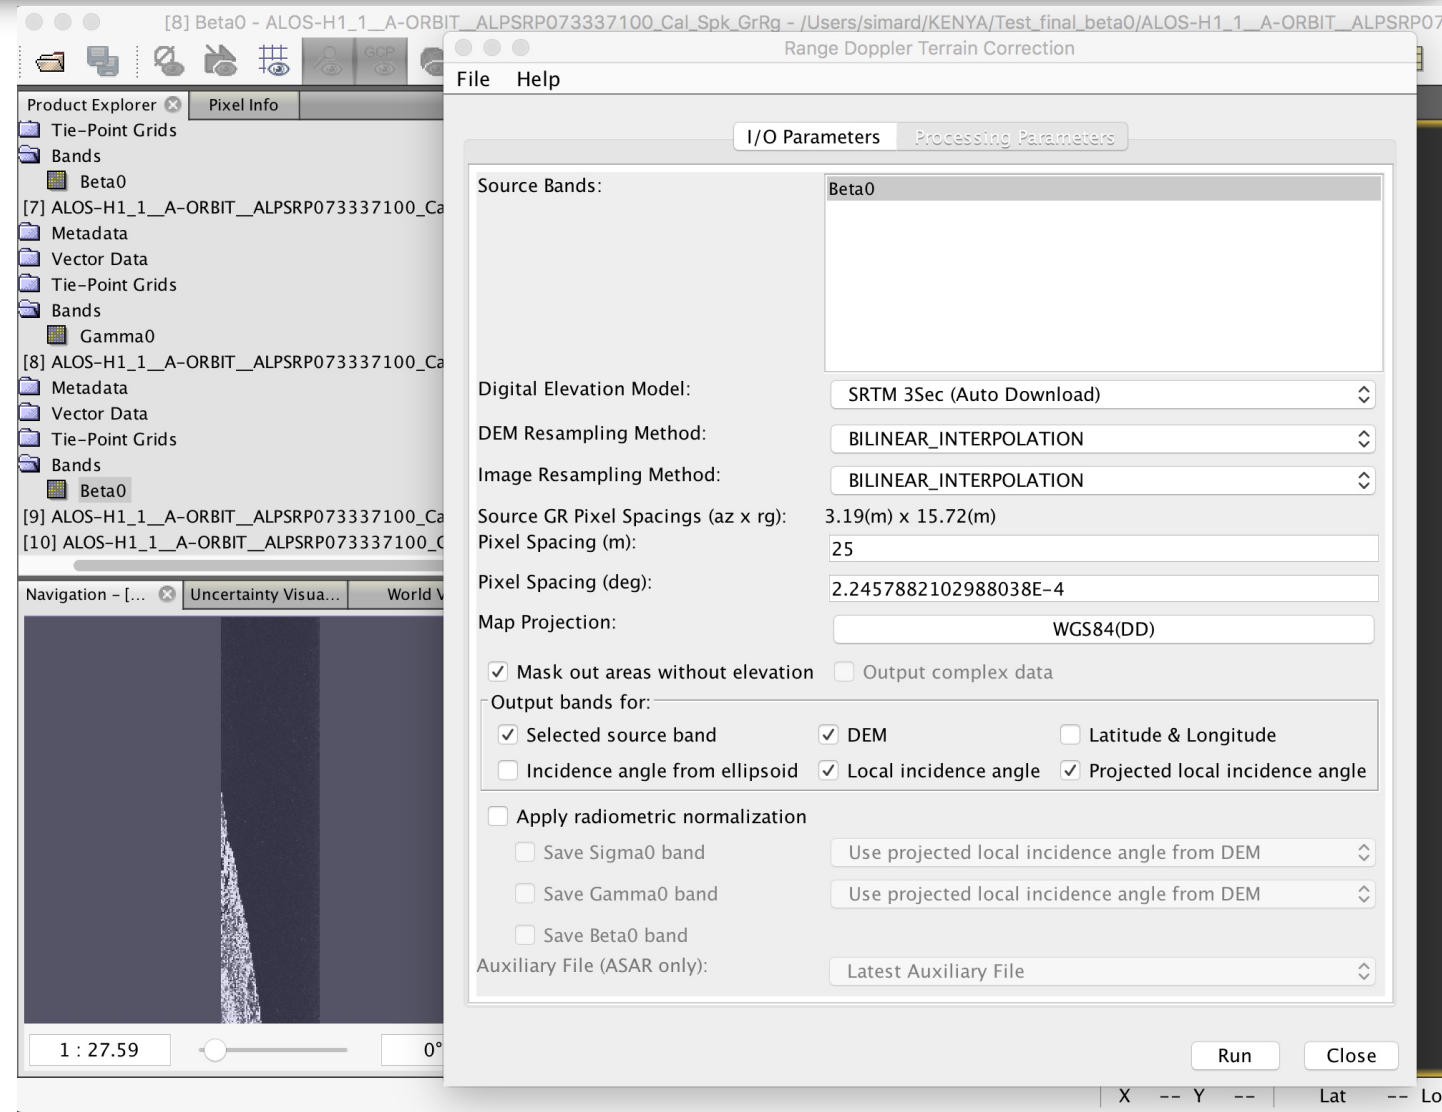 [8] Beta0 - ALOS-H1_1__A-ORBIT__ALPSRP073337100_Cal_Spk_GrRg - /Users/simard/KENYA/Test_final_beta0/ALOS-H1_1__A-ORBIT__ALPSRP07
Range Doppler Terrain Correction
GCP
File Help
Product Explorer Pixel Info
Tie-Point Grids
Bands
Beta0
[7] ALOS-H1_1__A-ORBIT__ALPSRP073337100_Ca
Metadata
Vector Data
Tie-Point Grids
Bands
Gamma0
[8] ALOS-H1_1__A-ORBIT__ALPSRP073337100_Ca
Metadata
Vector Data
Tie-Point Grids
Bands
Beta0
[9] ALOS-H1_1__A-ORBIT__ALPSRP073337100_Ca
[10] ALOS-H1_1__A-ORBIT__ALPSRP073337100_C
Navigation - [... Uncertainty Visua... World V
1 : 27.59 0°
I/O Parameters Processing Parameters
Source Bands: Beta0
Digital Elevation Model: SRTM 3Sec (Auto Download)
DEM Resampling Method: BILINEAR_INTERPOLATION
Image Resampling Method: BILINEAR_INTERPOLATION
Source GR Pixel Spacings (az x rg): 3.19(m) x 15.72(m)
Pixel Spacing (m): 25
Pixel Spacing (deg): 2.2457882102988038E-4
Map Projection: WGS84(DD)
Mask out areas without elevation Output complex data
Output bands for:
Selected source band DEM Latitude & Longitude
Incidence angle from ellipsoid Local incidence angle Projected local incidence angle
Apply radiometric normalization
Save Sigma0 band Use projected local incidence angle from DEM
Save Gamma0 band Use projected local incidence angle from DEM
Save Beta0 band
Auxiliary File (ASAR only): Latest Auxiliary File
Run Close
X -- Y -- Lat -- Lo